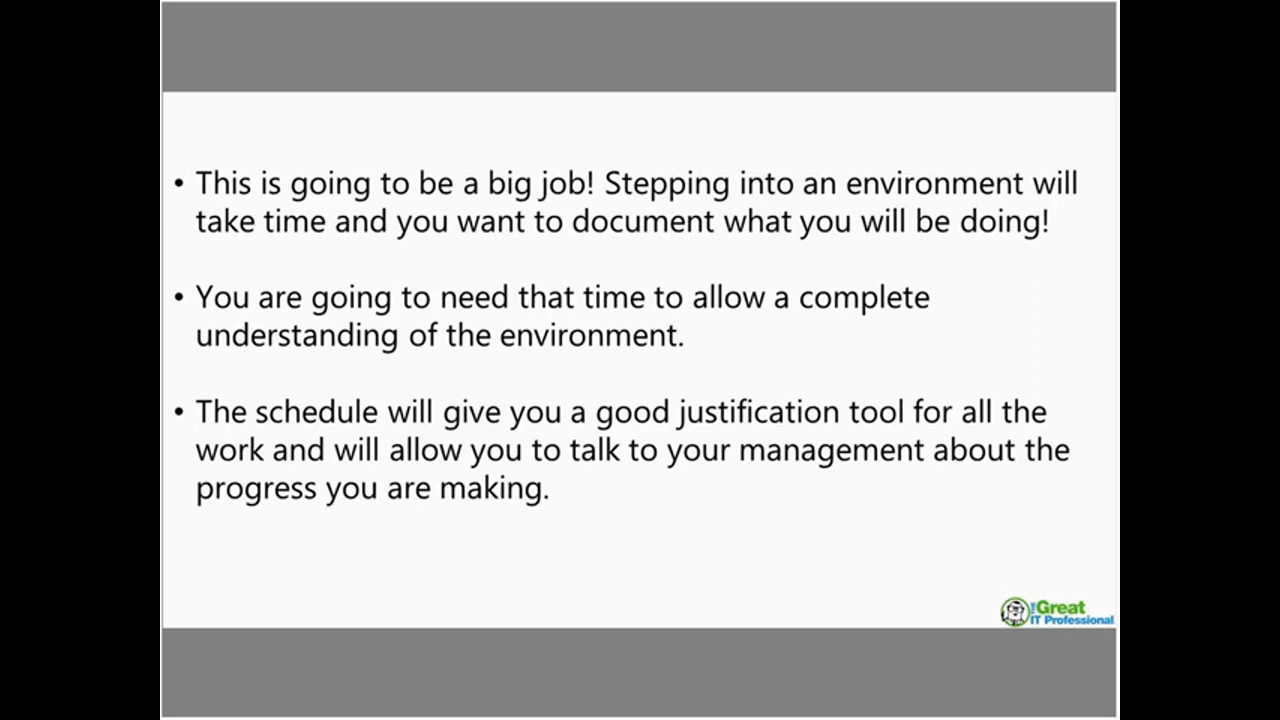 • This is going to be a big job! Stepping into an environment will
take time and you want to document what you will be doing!
• You are going to need that time to allow a complete
understanding of the environment.
• The schedule will give you a good justification tool for all the
work and will allow you to talk to your management about the
progress you are making.
THE Great
IT Professional